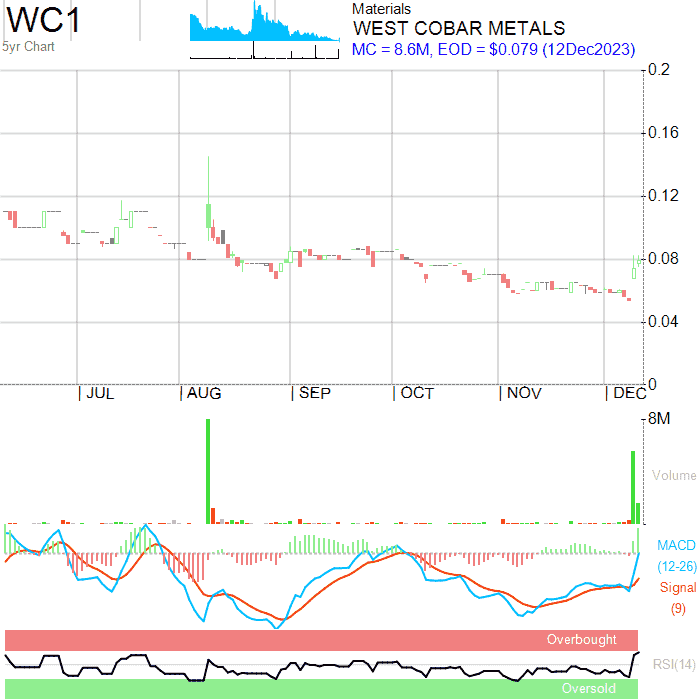 WC1
5yr Chart
Materials
WEST COBAR METALS
MC = 8.6M, EOD = $0.079 (12Dec2023)
0.2
0.16
0.12
0.08
0.04
0
JUL AUG SEP OCT NOV DEC
8M
Volume
MACD
(12-26)
Signal
(9)
Overbought
RSI(14)
Oversold